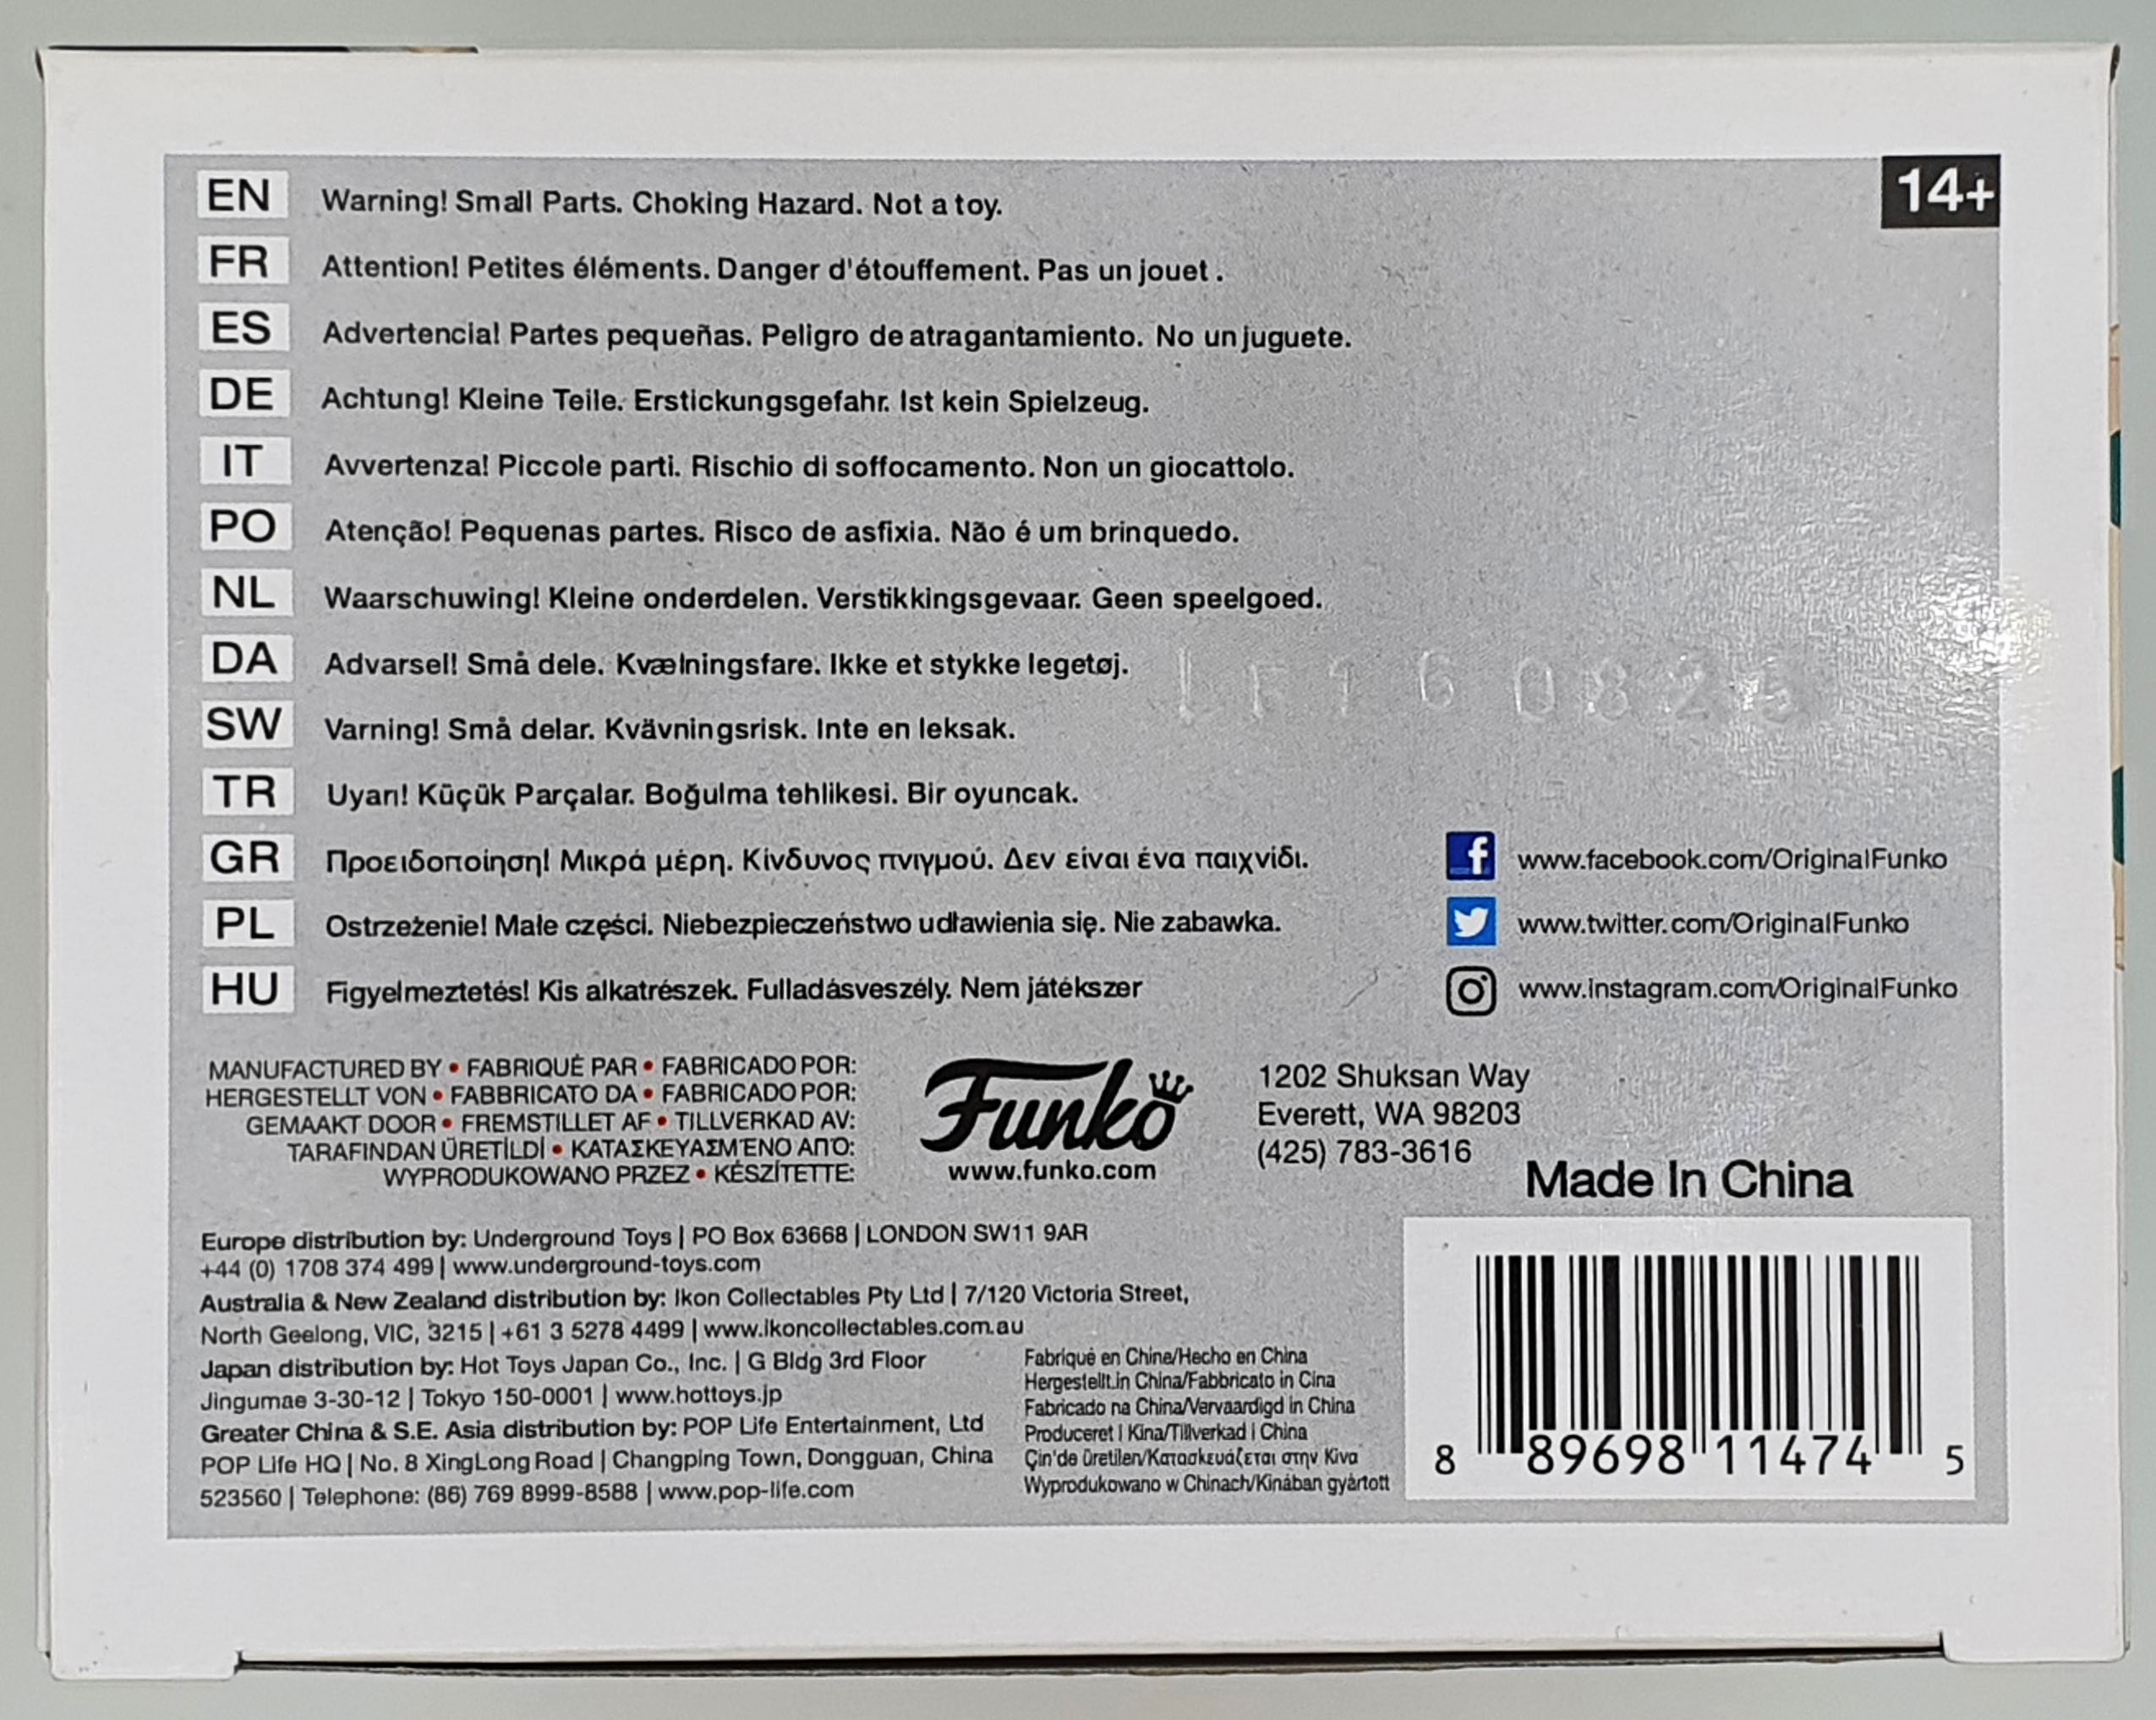 14+
EN Warning! Small Parts. Choking Hazard. Not a toy.
FR Attention! Petites éléments. Danger d'étouffement. Pas un jouet .
ES Advertencia! Partes pequeñas. Peligro de atragantamiento. No un juguete.
DE Achtung! Kleine Teile. Erstickungsgefahr. Ist kein Spielzeug.
IT Avvertenza! Piccole parti. Rischio di soffocamento. Non un giocattolo.
PO Atenção! Pequenas partes. Risco de asfixia. Não é um brinquedo.
NL Waarschuwing! Kleine onderdelen. Verstikkingsgevaar. Geen speelgoed.
DA Advarsel! Små dele. Kvælningsfare. Ikke et stykke legetøj.
SW Varning! Små delar. Kvävningsrisk. Inte en leksak.
TR Uyarı! Küçük Parçalar. Boğulma tehlikesi. Bir oyuncak.
GR Προειδοποίηση! Μικρά μέρη. Κίνδυνος πνιγμού. Δεν είναι ένα παιχνίδι.
PL Ostrzeżenie! Małe części. Niebezpieczeństwo udławienia się. Nie zabawka.
HU Figyelmeztetés! Kis alkatrészek. Fulladásveszély. Nem játékszer
www.facebook.com/OriginalFunko
www.twitter.com/OriginalFunko
www.instagram.com/OriginalFunko
MANUFACTURED BY • FABRIQUÉ PAR • FABRICADO POR:
HERGESTELLT VON • FABBRICATO DA • FABRICADO POR:
GEMAAKT DOOR • FREMSTILLET AF • TILLVERKAD AV:
TARAFINDAN ÜRETİLDİ • ΚΑΤΑΣΚΕΥΑΣΜΈΝΟ ΑΠΌ:
WYPRODUKOWANO PRZEZ • KÉSZÍTETTE:
Funko
www.funko.com
1202 Shuksan Way
Everett, WA 98203
(425) 783-3616
Made In China
Europe distribution by: Underground Toys | PO Box 63668 | LONDON SW11 9AR
+44 (0) 1708 374 499 | www.underground-toys.com
Australia & New Zealand distribution by: Ikon Collectables Pty Ltd | 7/120 Victoria Street,
North Geelong, VIC, 3215 | +61 3 5278 4499 | www.ikoncollectables.com.au
Japan distribution by: Hot Toys Japan Co., Inc. | G Bldg 3rd Floor
Jingumae 3-30-12 | Tokyo 150-0001 | www.hottoys.jp
Greater China & S.E. Asia distribution by: POP Life Entertainment, Ltd
POP Life HQ | No. 8 XingLong Road | Changping Town, Dongguan, China
523560 | Telephone: (86) 769 8999-8588 | www.pop-life.com
Fabriqué en Chine/Hecho en China
Hergestellt.in China/Fabbricato in Cina
Fabricado na China/Vervaardigd in China
Produceret i Kina/Tillverkad i China
Çin'de üretilen/Κατασκευάζεται στην Κίνα
Wyprodukowano w Chinach/Kínában gyártott
8 89698 11474 5